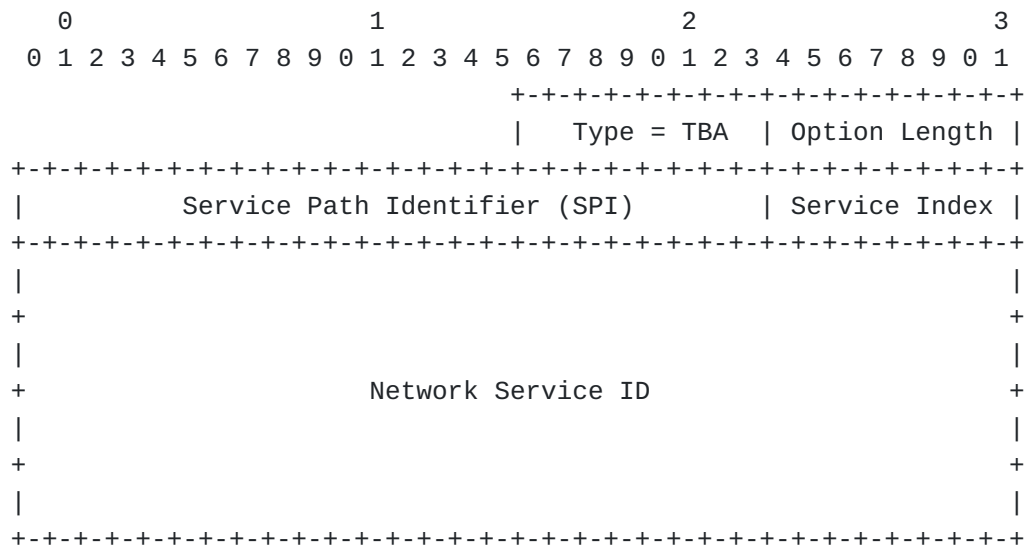 0                   1                   2                   3
  0 1 2 3 4 5 6 7 8 9 0 1 2 3 4 5 6 7 8 9 0 1 2 3 4 5 6 7 8 9 0 1
                                 +-+-+-+-+-+-+-+-+-+-+-+-+-+-+-+-+
                                 |   Type = TBA  | Option Length |
 +-+-+-+-+-+-+-+-+-+-+-+-+-+-+-+-+-+-+-+-+-+-+-+-+-+-+-+-+-+-+-+-+
 |          Service Path Identifier (SPI)        | Service Index |
 +-+-+-+-+-+-+-+-+-+-+-+-+-+-+-+-+-+-+-+-+-+-+-+-+-+-+-+-+-+-+-+-+
 |                                                               |
 +                                                               +
 |                                                               |
 +                      Network Service ID                       +
 |                                                               |
 +                                                               +
 |                                                               |
 +-+-+-+-+-+-+-+-+-+-+-+-+-+-+-+-+-+-+-+-+-+-+-+-+-+-+-+-+-+-+-+-+